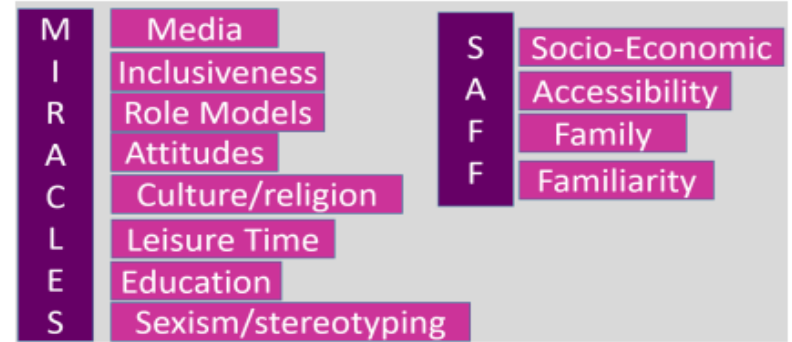 M Media
I Inclusiveness
R Role Models
A Attitudes
C Culture/religion
L Leisure Time
E Education
S Sexism/stereotyping
S Socio-Economic
A Accessibility
F Family
F Familiarity